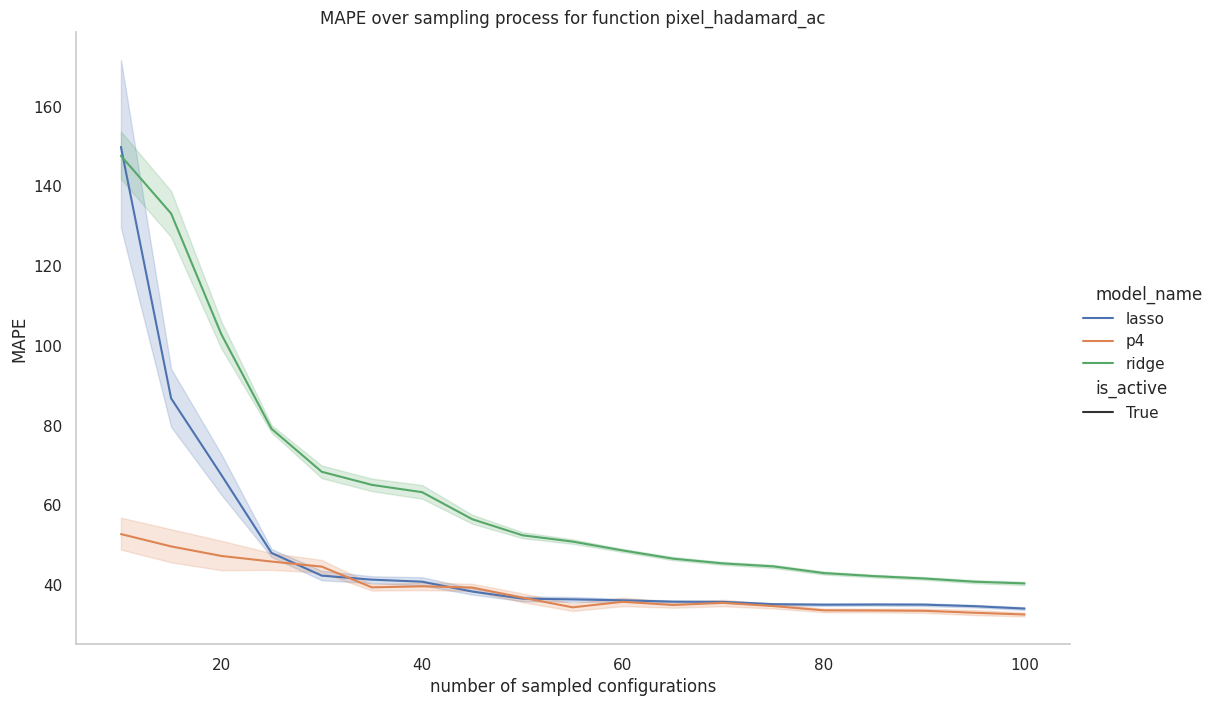 MAPE over sampling process for function pixel_hadamard_ac
MAPE
160
140
120
100
80
60
40
20
40
60
80
100
number of sampled configurations
model_name
lasso
p4
ridge
is_active
True